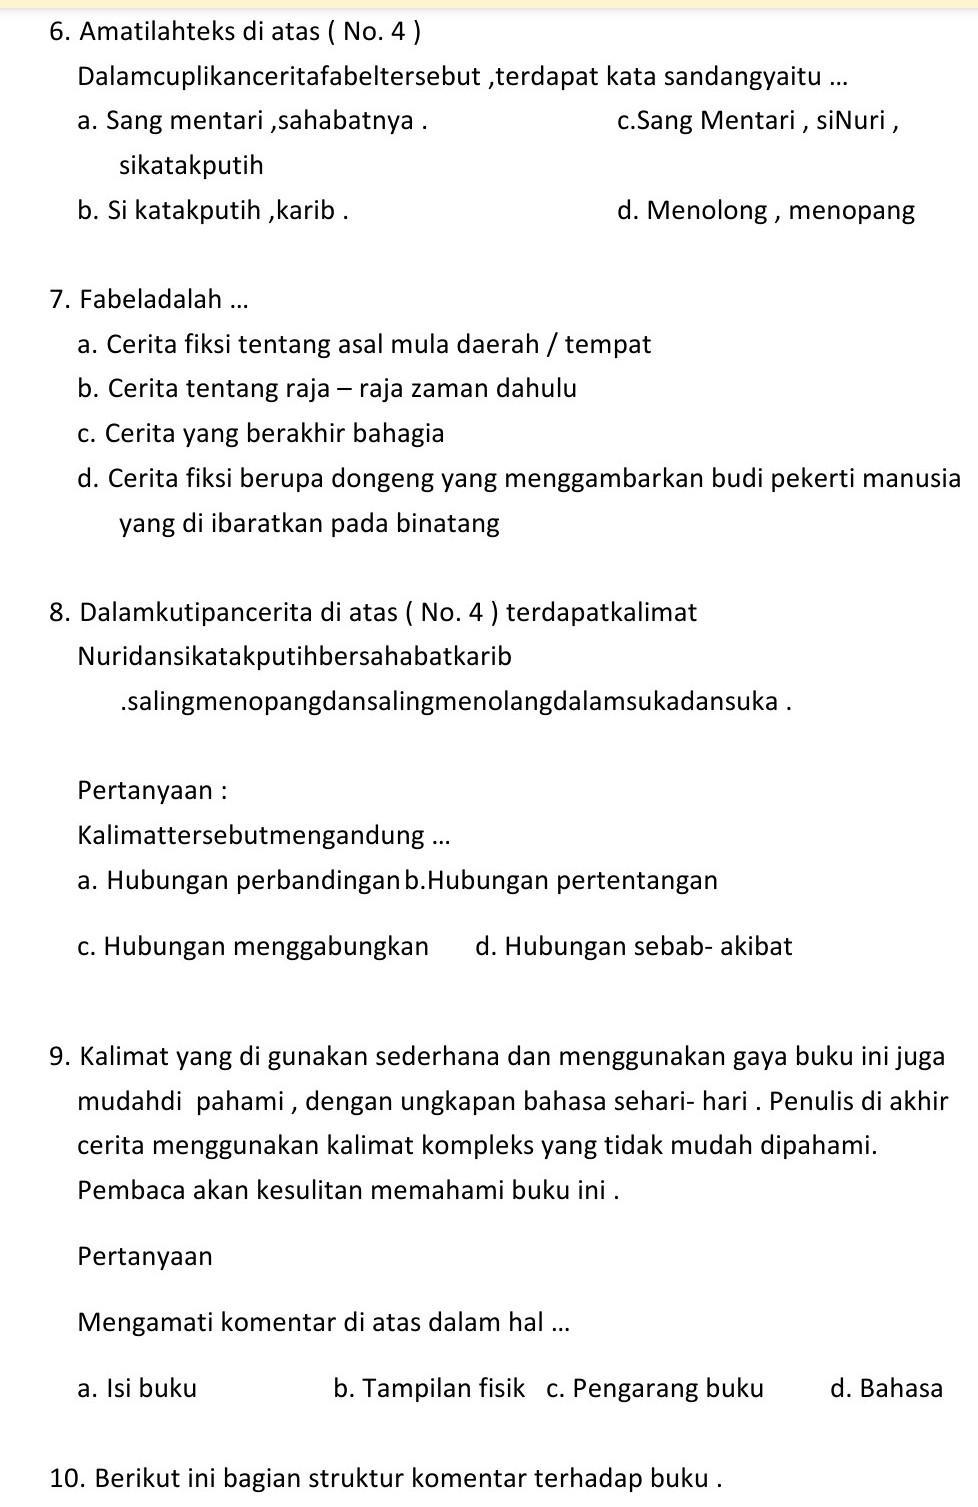 6. Amatilahteks di atas ( No. 4 )
Dalamcuplikanceritafabeltersebut ,terdapat kata sandangyaitu ...
a. Sang mentari ,sahabatnya . c.Sang Mentari , siNuri ,
sikatakputih
b. Si katakputih ,karib . d. Menolong , menopang
7. Fabeladalah ...
a. Cerita fiksi tentang asal mula daerah / tempat
b. Cerita tentang raja – raja zaman dahulu
c. Cerita yang berakhir bahagia
d. Cerita fiksi berupa dongeng yang menggambarkan budi pekerti manusia
yang di ibaratkan pada binatang
8. Dalamkutipancerita di atas ( No. 4 ) terdapatkalimat
Nuridansikatakputihbersahabatkarib
.salingmenopangdansalingmenolangdalamsukadansuka .
Pertanyaan :
Kalimattersebutmengandung ...
a. Hubungan perbandingan b.Hubungan pertentangan
c. Hubungan menggabungkan d. Hubungan sebab- akibat
9. Kalimat yang di gunakan sederhana dan menggunakan gaya buku ini juga
mudahdi pahami , dengan ungkapan bahasa sehari- hari . Penulis di akhir
cerita menggunakan kalimat kompleks yang tidak mudah dipahami.
Pembaca akan kesulitan memahami buku ini .
Pertanyaan
Mengamati komentar di atas dalam hal ...
a. Isi buku b. Tampilan fisik c. Pengarang buku d. Bahasa
10. Berikut ini bagian struktur komentar terhadap buku .